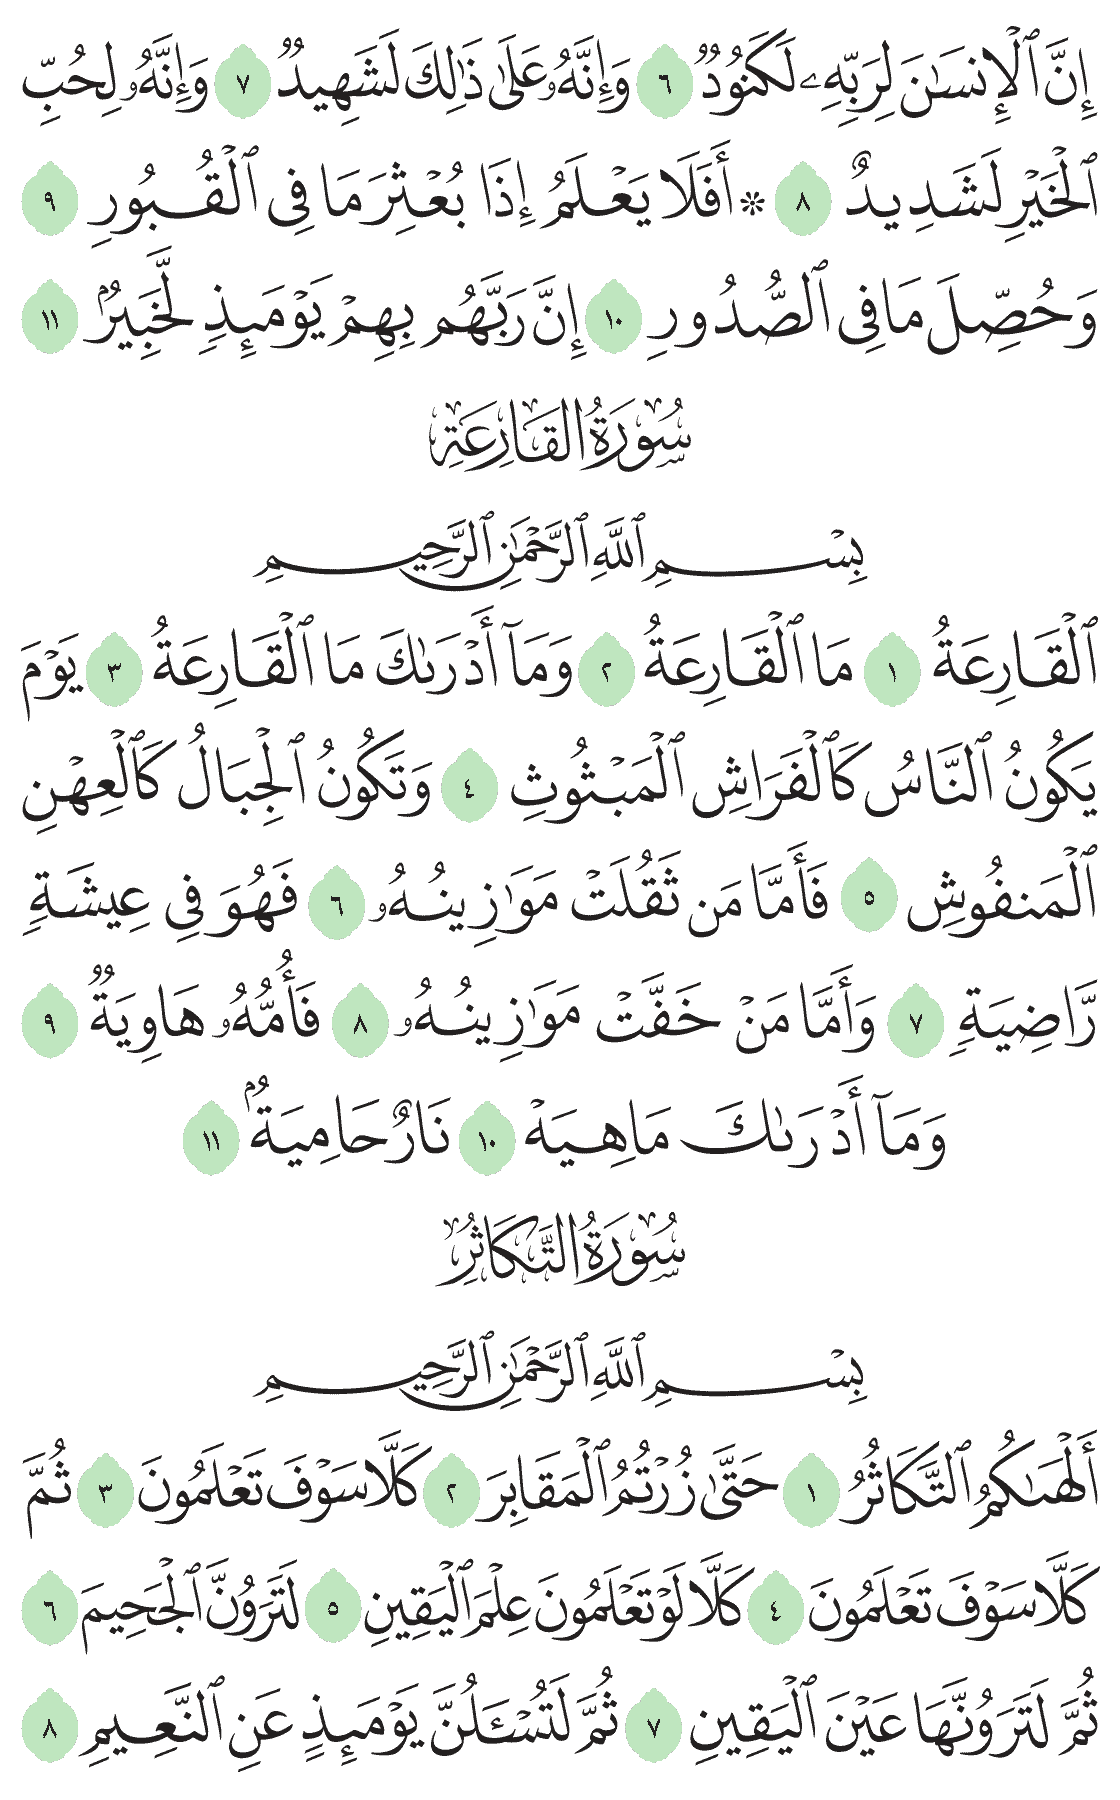 إِنَّ ٱلْإِنسَٰنَ لِرَبِّهِۦ لَكَنُودٞ ٦ وَإِنَّهُۥ عَلَىٰ ذَٰلِكَ لَشَهِيدٞ ٧ وَإِنَّهُۥ لِحُبِّ
ٱلْخَيْرِ لَشَدِيدٌ ٨ ۞ أَفَلَا يَعْلَمُ إِذَا بُعْثِرَ مَا فِي ٱلْقُبُورِ ٩
وَحُصِّلَ مَا فِي ٱلصُّدُورِ ١٠ إِنَّ رَبَّهُم بِهِمْ يَوْمَئِذٖ لَّخَبِيرُۢ ١١
سُورَةُ الْقَارِعَةِ
بِسْمِ ٱللَّهِ ٱلرَّحْمَٰنِ ٱلرَّحِيمِ
ٱلْقَارِعَةُ ١ مَا ٱلْقَارِعَةُ ٢ وَمَآ أَدْرَىٰكَ مَا ٱلْقَارِعَةُ ٣ يَوْمَ
يَكُونُ ٱلنَّاسُ كَٱلْفَرَاشِ ٱلْمَبْثُوثِ ٤ وَتَكُونُ ٱلْجِبَالُ كَٱلْعِهْنِ
ٱلْمَنفُوشِ ٥ فَأَمَّا مَن ثَقُلَتْ مَوَٰزِينُهُۥ ٦ فَهُوَ فِي عِيشَةٖ
رَّاضِيَةٖ ٧ وَأَمَّا مَنْ خَفَّتْ مَوَٰزِينُهُۥ ٨ فَأُمُّهُۥ هَاوِيَةٞ ٩
وَمَآ أَدْرَىٰكَ مَا هِيَهْ ١٠ نَارٌ حَامِيَةُۢ ١١
سُورَةُ التَّكَاثُرِ
بِسْمِ ٱللَّهِ ٱلرَّحْمَٰنِ ٱلرَّحِيمِ
أَلْهَىٰكُمُ ٱلتَّكَاثُرُ ١ حَتَّىٰ زُرْتُمُ ٱلْمَقَابِرَ ٢ كَلَّا سَوْفَ تَعْلَمُونَ ٣ ثُمَّ
كَلَّا سَوْفَ تَعْلَمُونَ ٤ كَلَّا لَوْ تَعْلَمُونَ عِلْمَ ٱلْيَقِينِ ٥ لَتَرَوُنَّ ٱلْجَحِيمَ ٦
ثُمَّ لَتَرَوُنَّهَا عَيْنَ ٱلْيَقِينِ ٧ ثُمَّ لَتُسْـَٔلُنَّ يَوْمَئِذٍ عَنِ ٱلنَّعِيمِ ٨